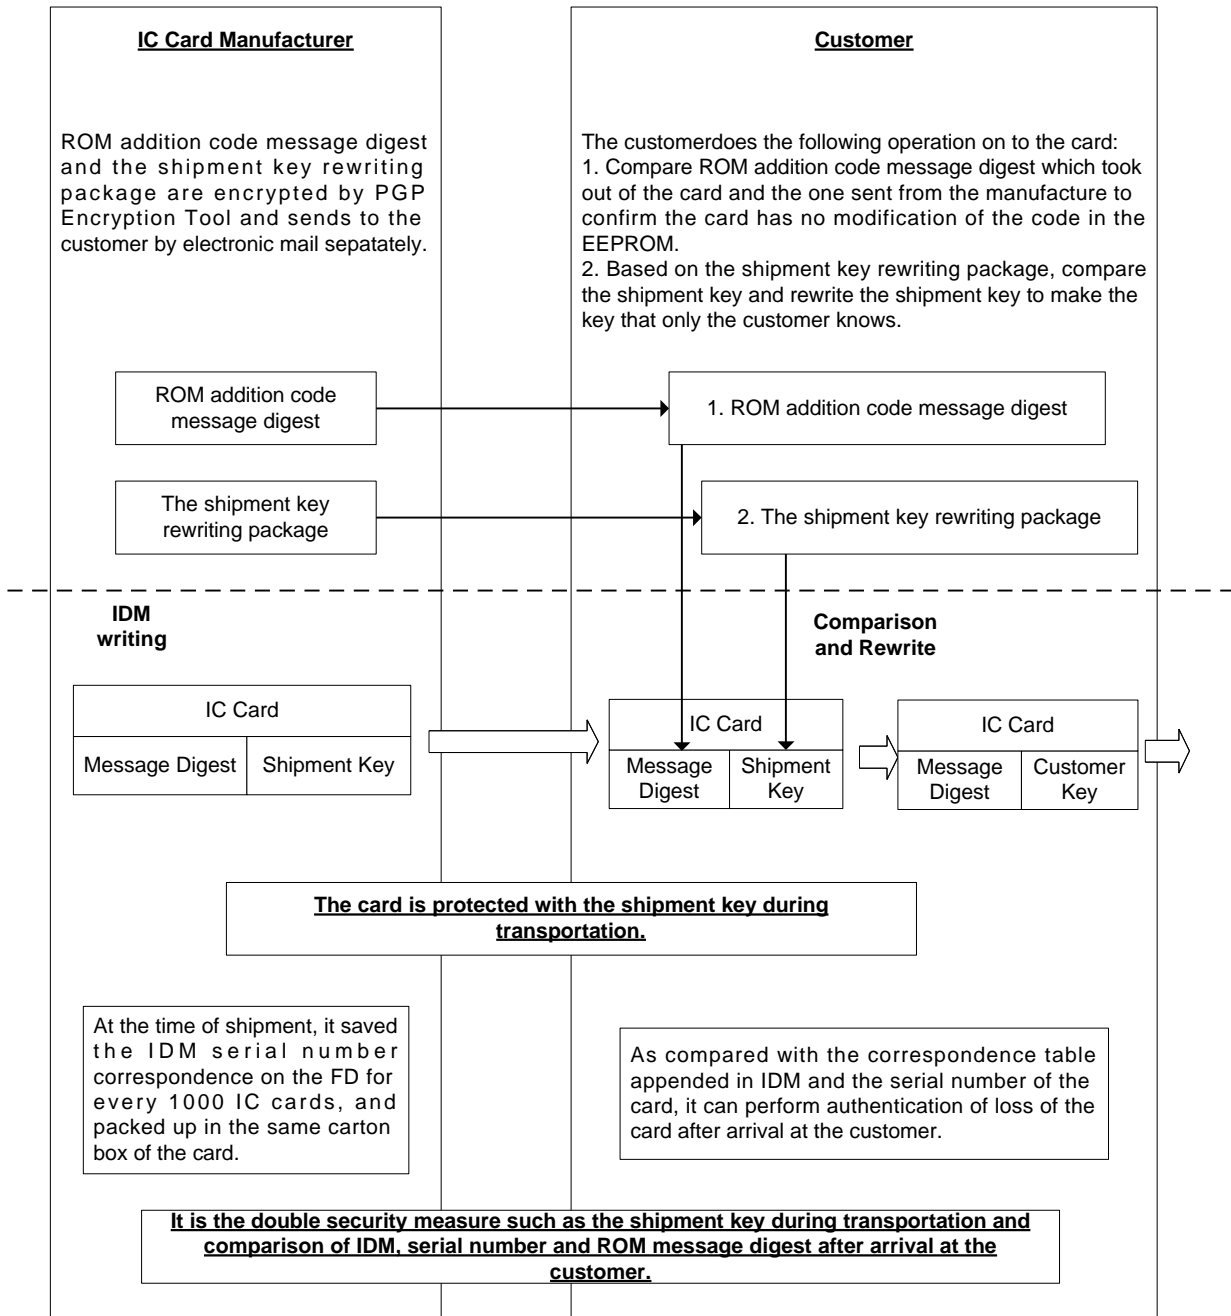 IC Card Manufacturer
Customer
ROM addition code message digest
and the shipment key rewriting
package are encrypted by PGP
Encryption Tool and sends to the
customer by electronic mail sepatately.
The customerdoes the following operation on to the card:
1. Compare ROM addition code message digest which took
out of the card and the one sent from the manufacture to
confirm the card has no modification of the code in the
EEPROM.
2. Based on the shipment key rewriting package, compare
the shipment key and rewrite the shipment key to make the
key that only the customer knows.
ROM addition code
message digest
1. ROM addition code message digest
The shipment key
rewriting package
2. The shipment key rewriting package
IDM
writing
Comparison
and Rewrite
IC Card
Message Digest
Shipment Key
IC Card
Message
Digest
Shipment
Key
IC Card
Message
Digest
Customer
Key
The card is protected with the shipment key during
transportation.
At the time of shipment, it saved
the IDM serial number
correspondence on the FD for
every 1000 IC cards, and
packed up in the same carton
box of the card.
As compared with the correspondence table
appended in IDM and the serial number of the
card, it can perform authentication of loss of the
card after arrival at the customer.
It is the double security measure such as the shipment key during transportation and
comparison of IDM, serial number and ROM message digest after arrival at the
customer.